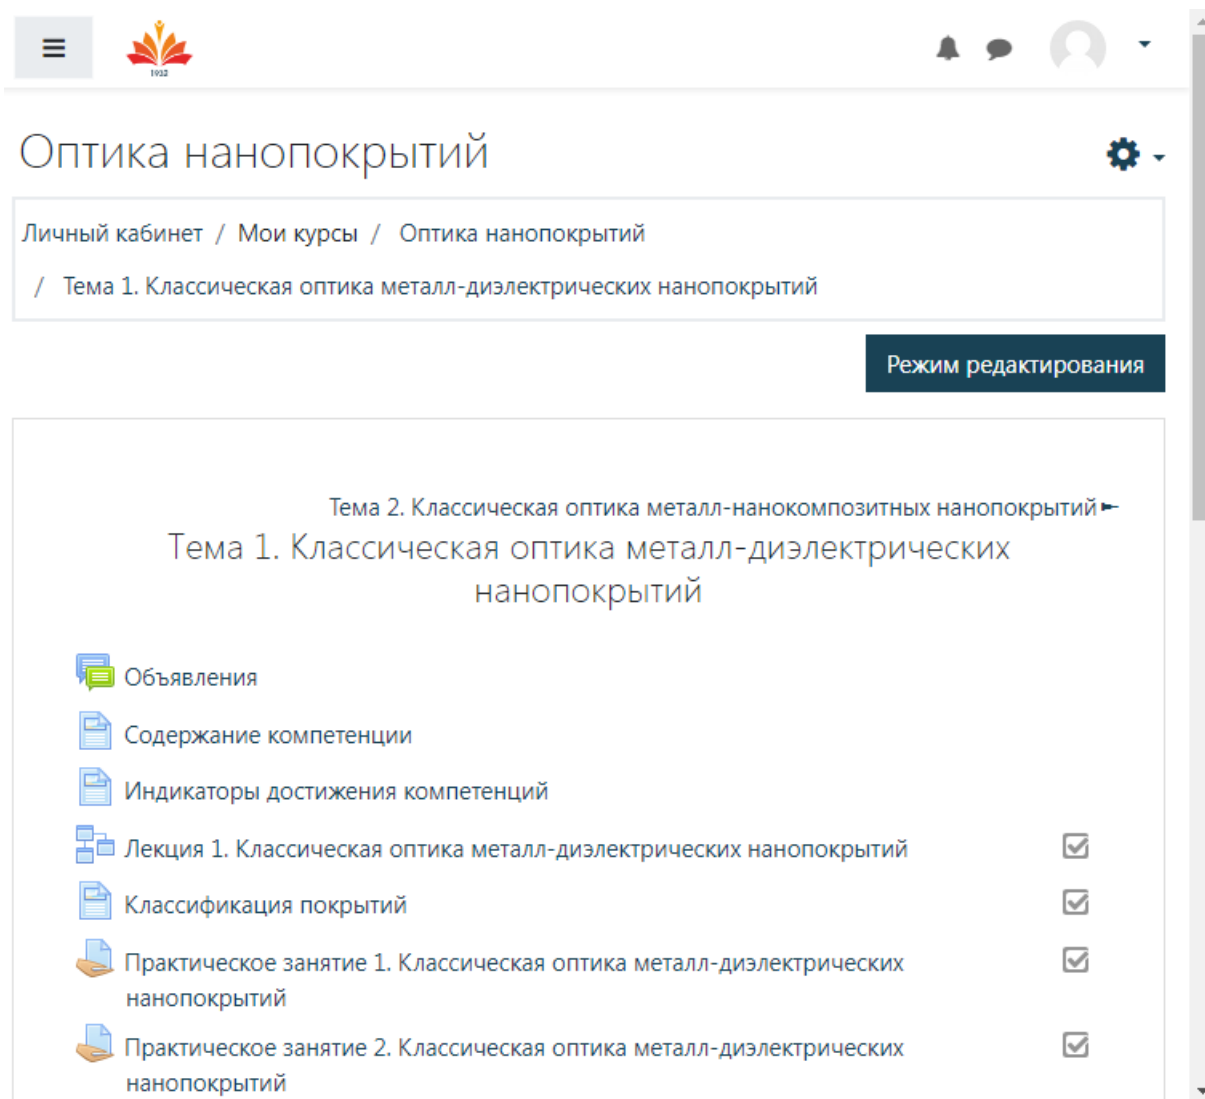 1932
Оптика нанопокрытий
Личный кабинет / Мои курсы / Оптика нанопокрытий
/ Тема 1. Классическая оптика металл-диэлектрических нанопокрытий
Режим редактирования
Тема 2. Классическая оптика металл-нанокомпозитных нанопокрытий
Тема 1. Классическая оптика металл-диэлектрических
нанопокрытий
Объявления
Содержание компетенции
Индикаторы достижения компетенций
Лекция 1. Классическая оптика металл-диэлектрических нанопокрытий
Классификация покрытий
Практическое занятие 1. Классическая оптика металл-диэлектрических
нанопокрытий
Практическое занятие 2. Классическая оптика металл-диэлектрических
нанопокрытий